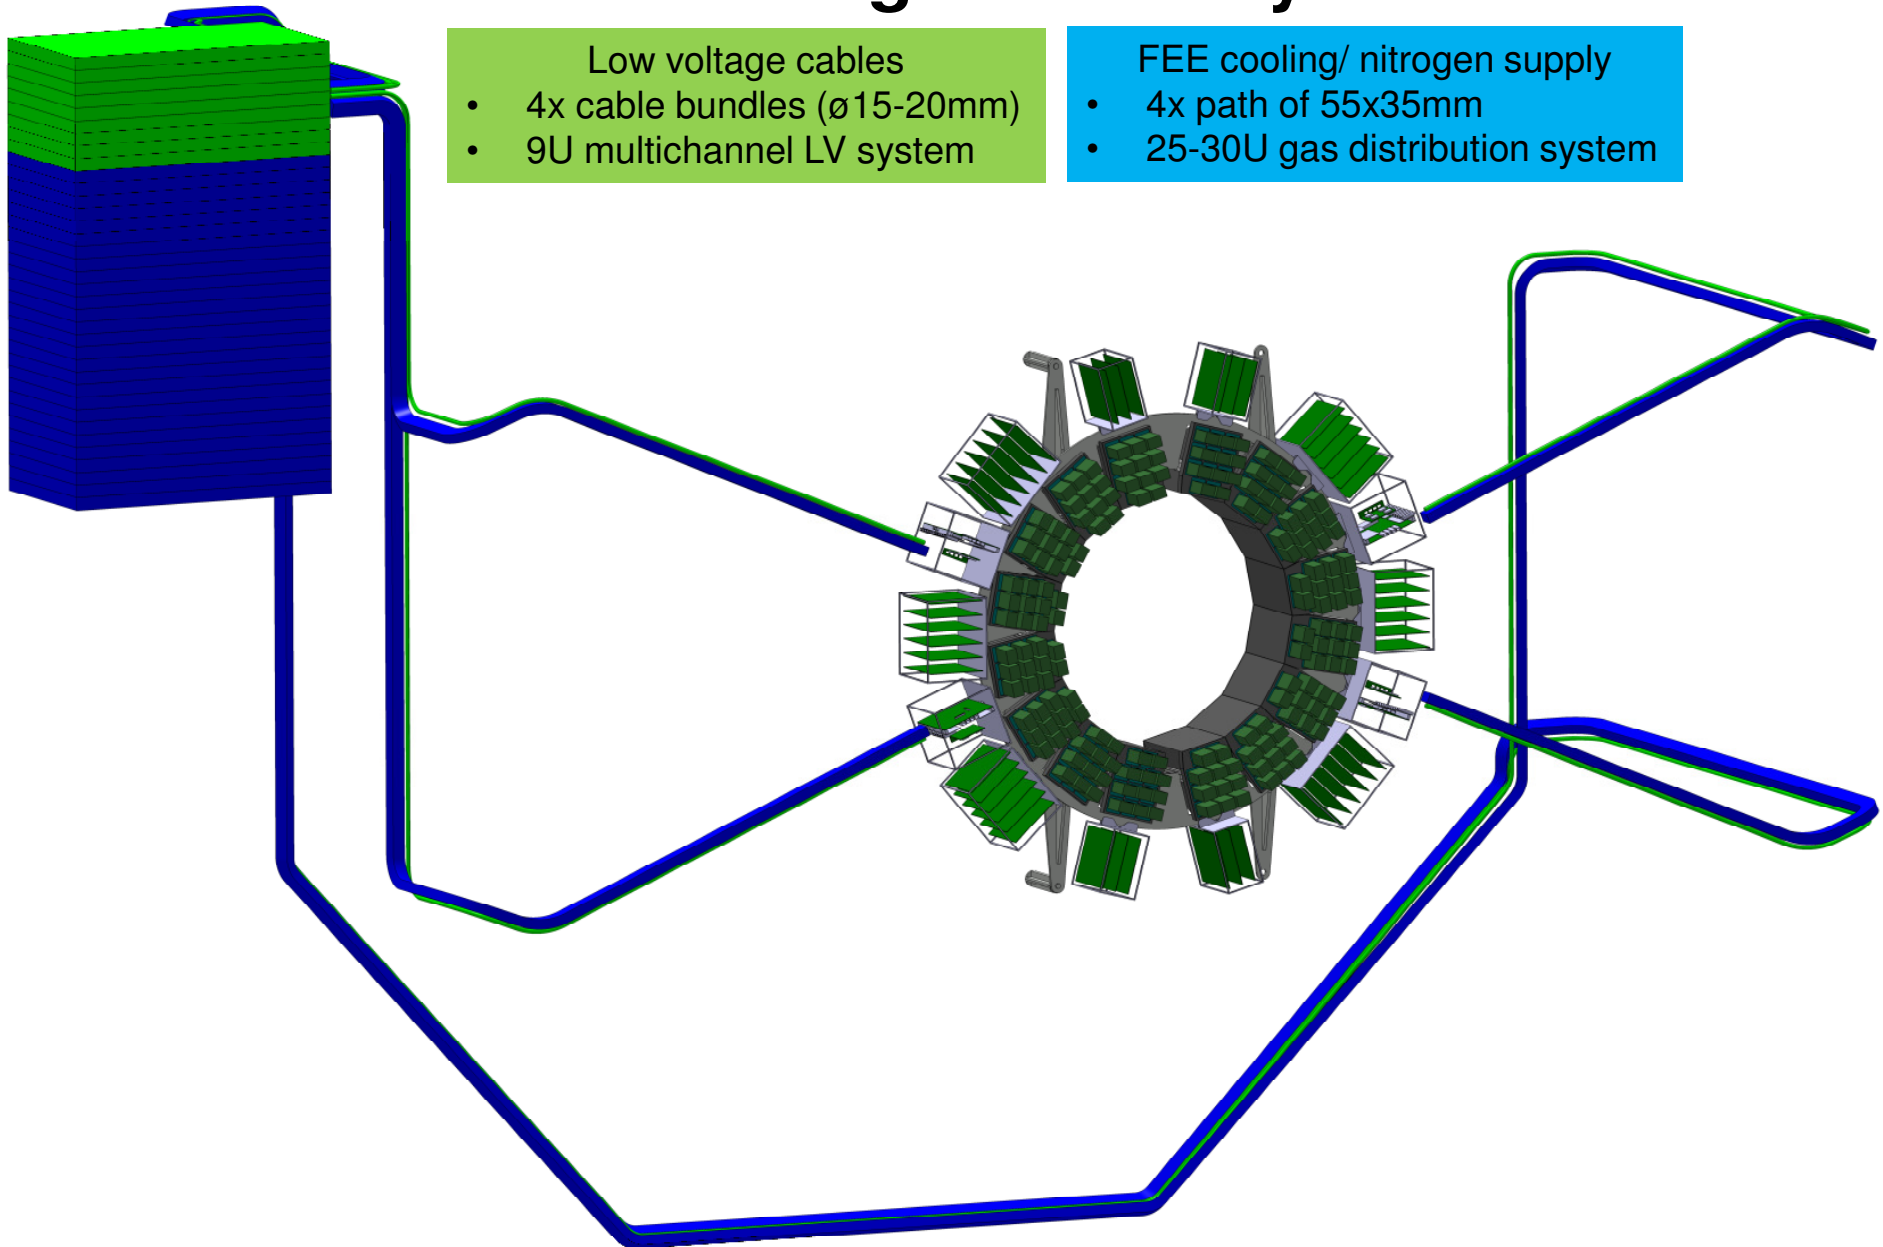 Low voltage cables
• 4x cable bundles (ø15-20mm)
• 9U multichannel LV system
FEE cooling/ nitrogen supply
• 4x path of 55x35mm
• 25-30U gas distribution system